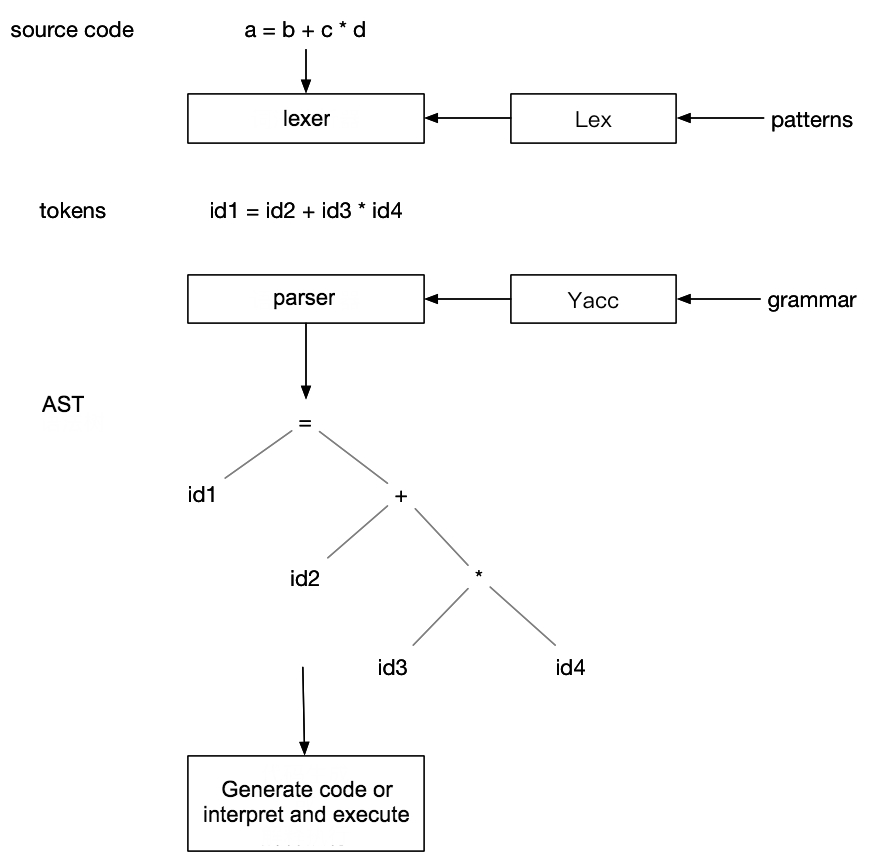 source code
a = b + c * d
lexer
Lex
patterns
tokens
id1 = id2 + id3 * id4
parser
Yacc
grammar
AST
=
id1
+
id2
*
id3
id4
Generate code or
interpret and execute